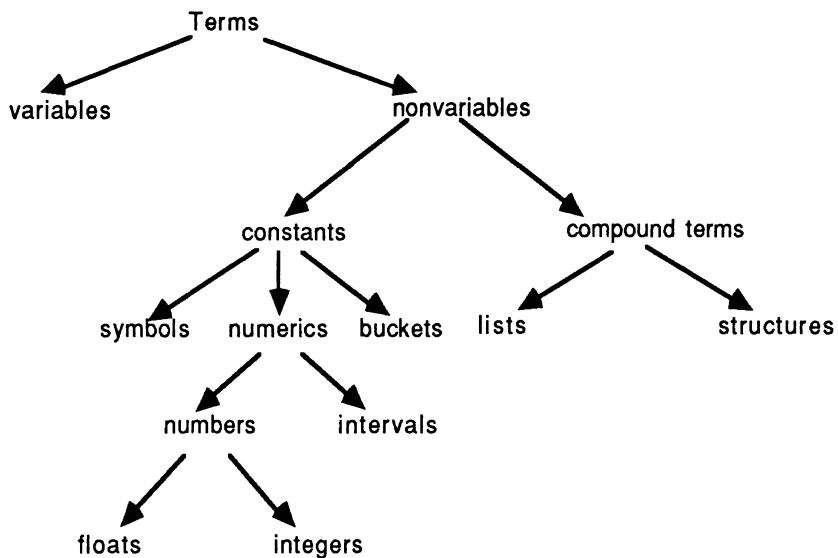 Terms
variables
nonvariables
constants
compound terms
symbols
numerics
buckets
lists
structures
numbers
intervals
floats
integers